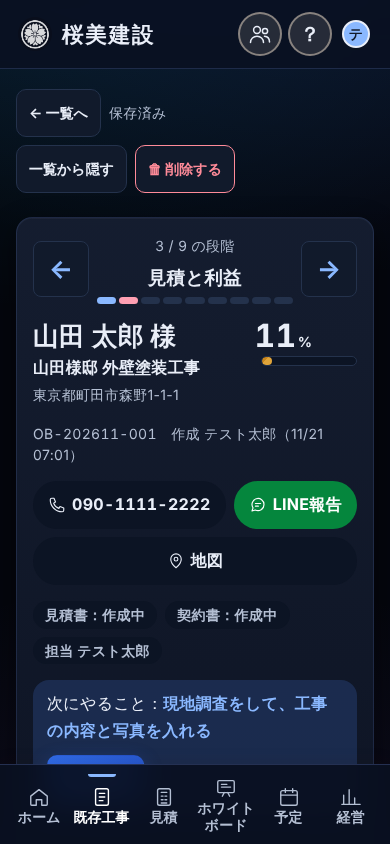 桜美建設
?
テ
← 一覧へ
保存済み
一覧から隠す
削除する
←
3 / 9 の段階
見積と利益
→
山田 太郎 様
11%
山田様邸 外壁塗装工事
東京都町田市森野1-1-1
OB-202611-001 作成 テスト太郎（11/21
07:01）
090-1111-2222
LINE報告
地図
見積書：作成中
契約書：作成中
担当 テスト太郎
次にやること：現地調査をして、工事
の内容と写真を入れる
ホーム
既存工事
見積
ホワイト
ボード
予定
経営